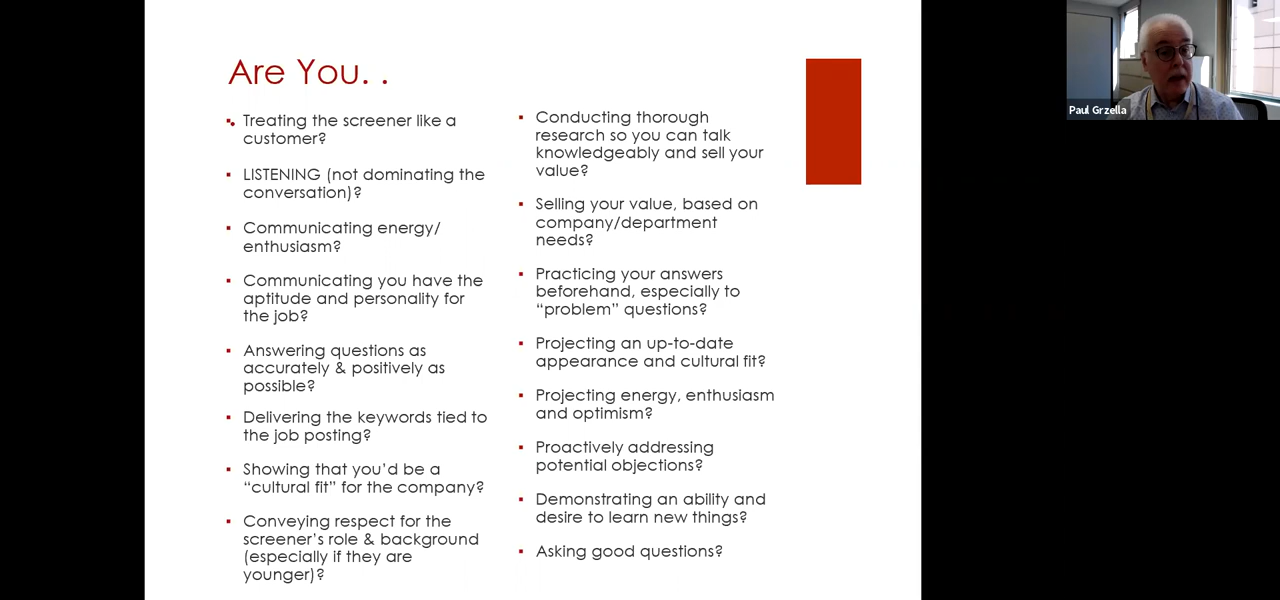 Are You. .
Treating the screener like a
customer?
LISTENING (not dominating the
conversation)?
Communicating energy/
enthusiasm?
Communicating you have the
aptitude and personality for
the job?
Answering questions as
accurately & positively as
possible?
Delivering the keywords tied to
the job posting?
Showing that you’d be a
“cultural fit” for the company?
Conveying respect for the
screener’s role & background
(especially if they are
younger)?
Conducting thorough
research so you can talk
knowledgeably and sell your
value?
Selling your value, based on
company/department
needs?
Practicing your answers
beforehand, especially to
“problem” questions?
Projecting an up-to-date
appearance and cultural fit?
Projecting energy, enthusiasm
and optimism?
Proactively addressing
potential objections?
Demonstrating an ability and
desire to learn new things?
Asking good questions?
Paul Grzella